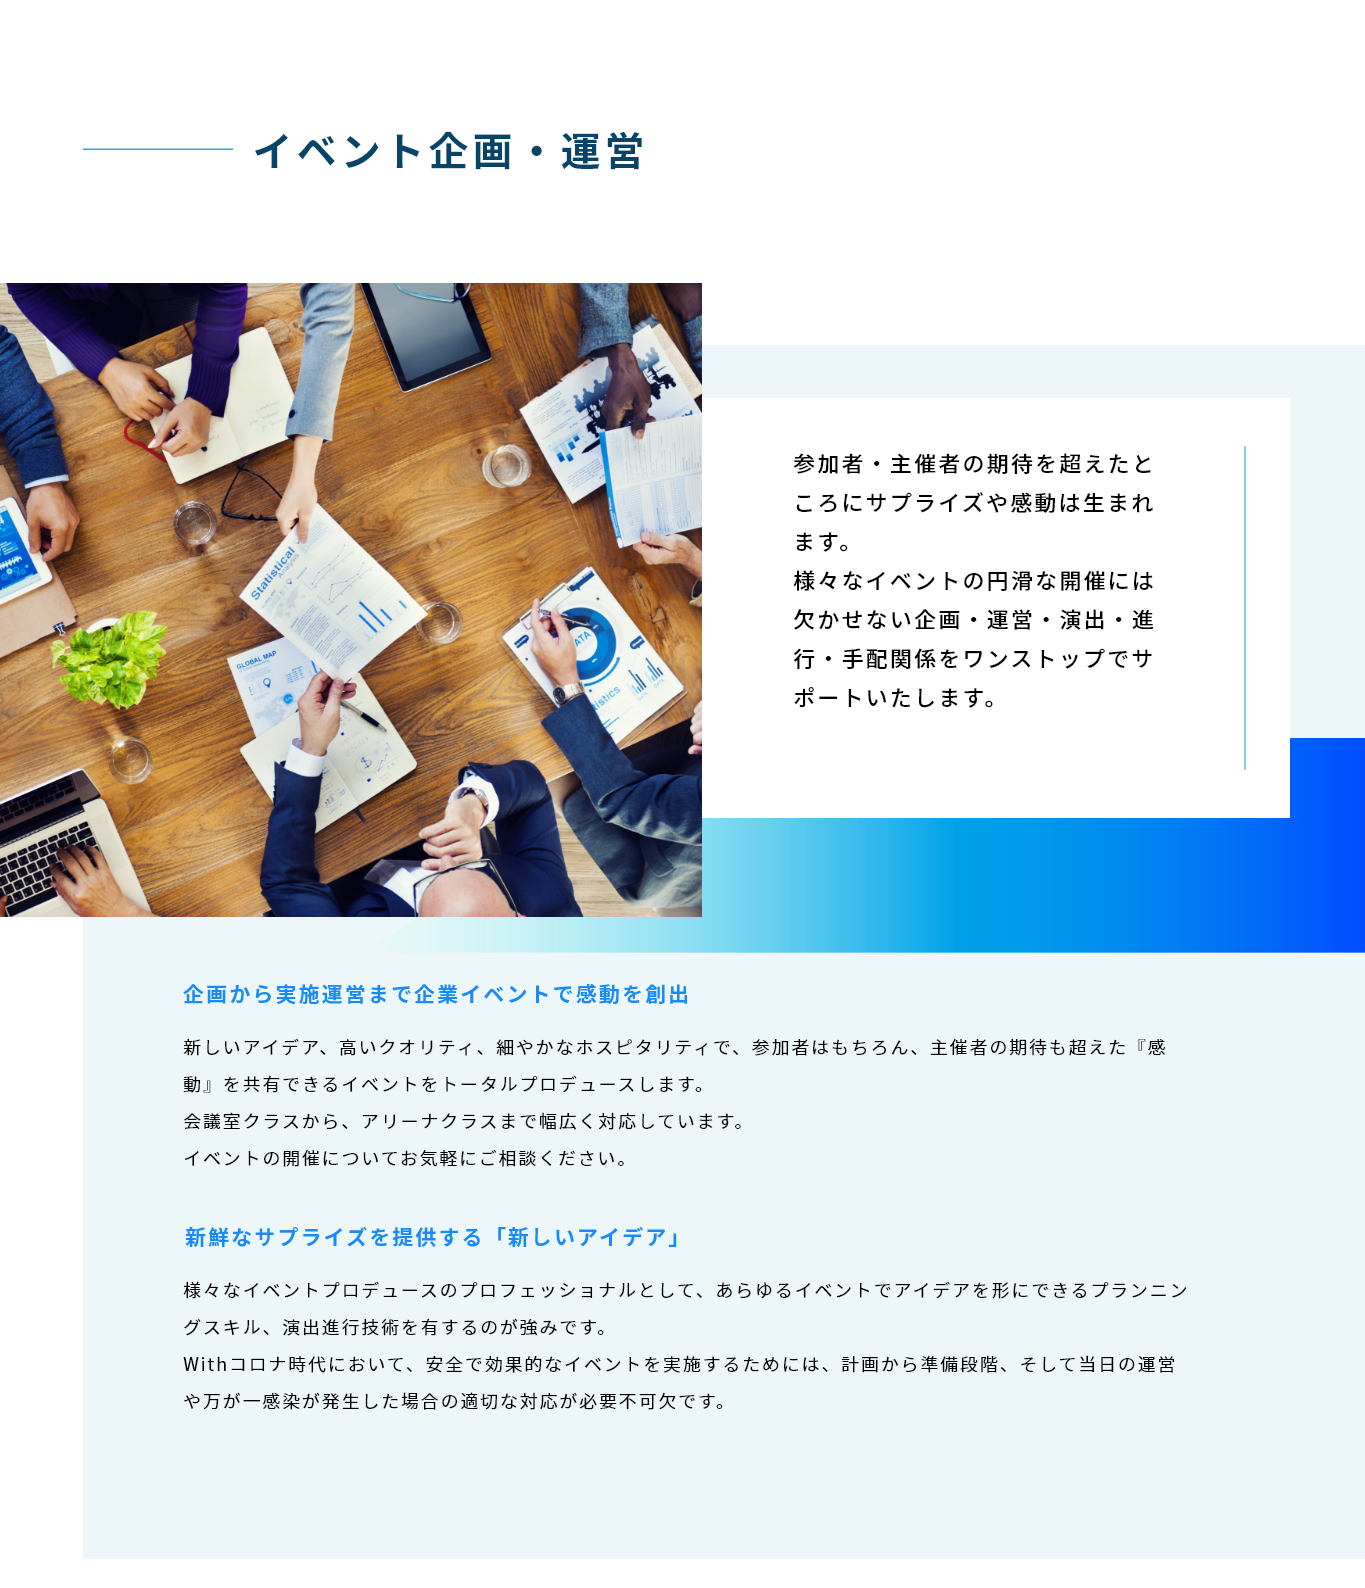 イベント企画・運営
参加者・主催者の期待を超えたと
ころにサプライズや感動は生まれ
ます。
様々なイベントの円滑な開催には
欠かせない企画・運営・演出・進
行・手配関係をワンストップでサ
ポートいたします。
Statistical
Analysis
GLOBAL MAP
DATA
企画から実施運営まで企業イベントで感動を創出
新しいアイデア、高いクオリティ、細やかなホスピタリティで、参加者はもちろん、主催者の期待も超えた『感
動』を共有できるイベントをトータルプロデュースします。
会議室クラスから、アリーナクラスまで幅広く対応しています。
イベントの開催についてお気軽にご相談ください。
新鮮なサプライズを提供する「新しいアイデア」
様々なイベントプロデュースのプロフェッショナルとして、あらゆるイベントでアイデアを形にできるプランニン
グスキル、演出進行技術を有するのが強みです。
Withコロナ時代において、安全で効果的なイベントを実施するためには、計画から準備段階、そして当日の運営
や万が一感染が発生した場合の適切な対応が必要不可欠です。